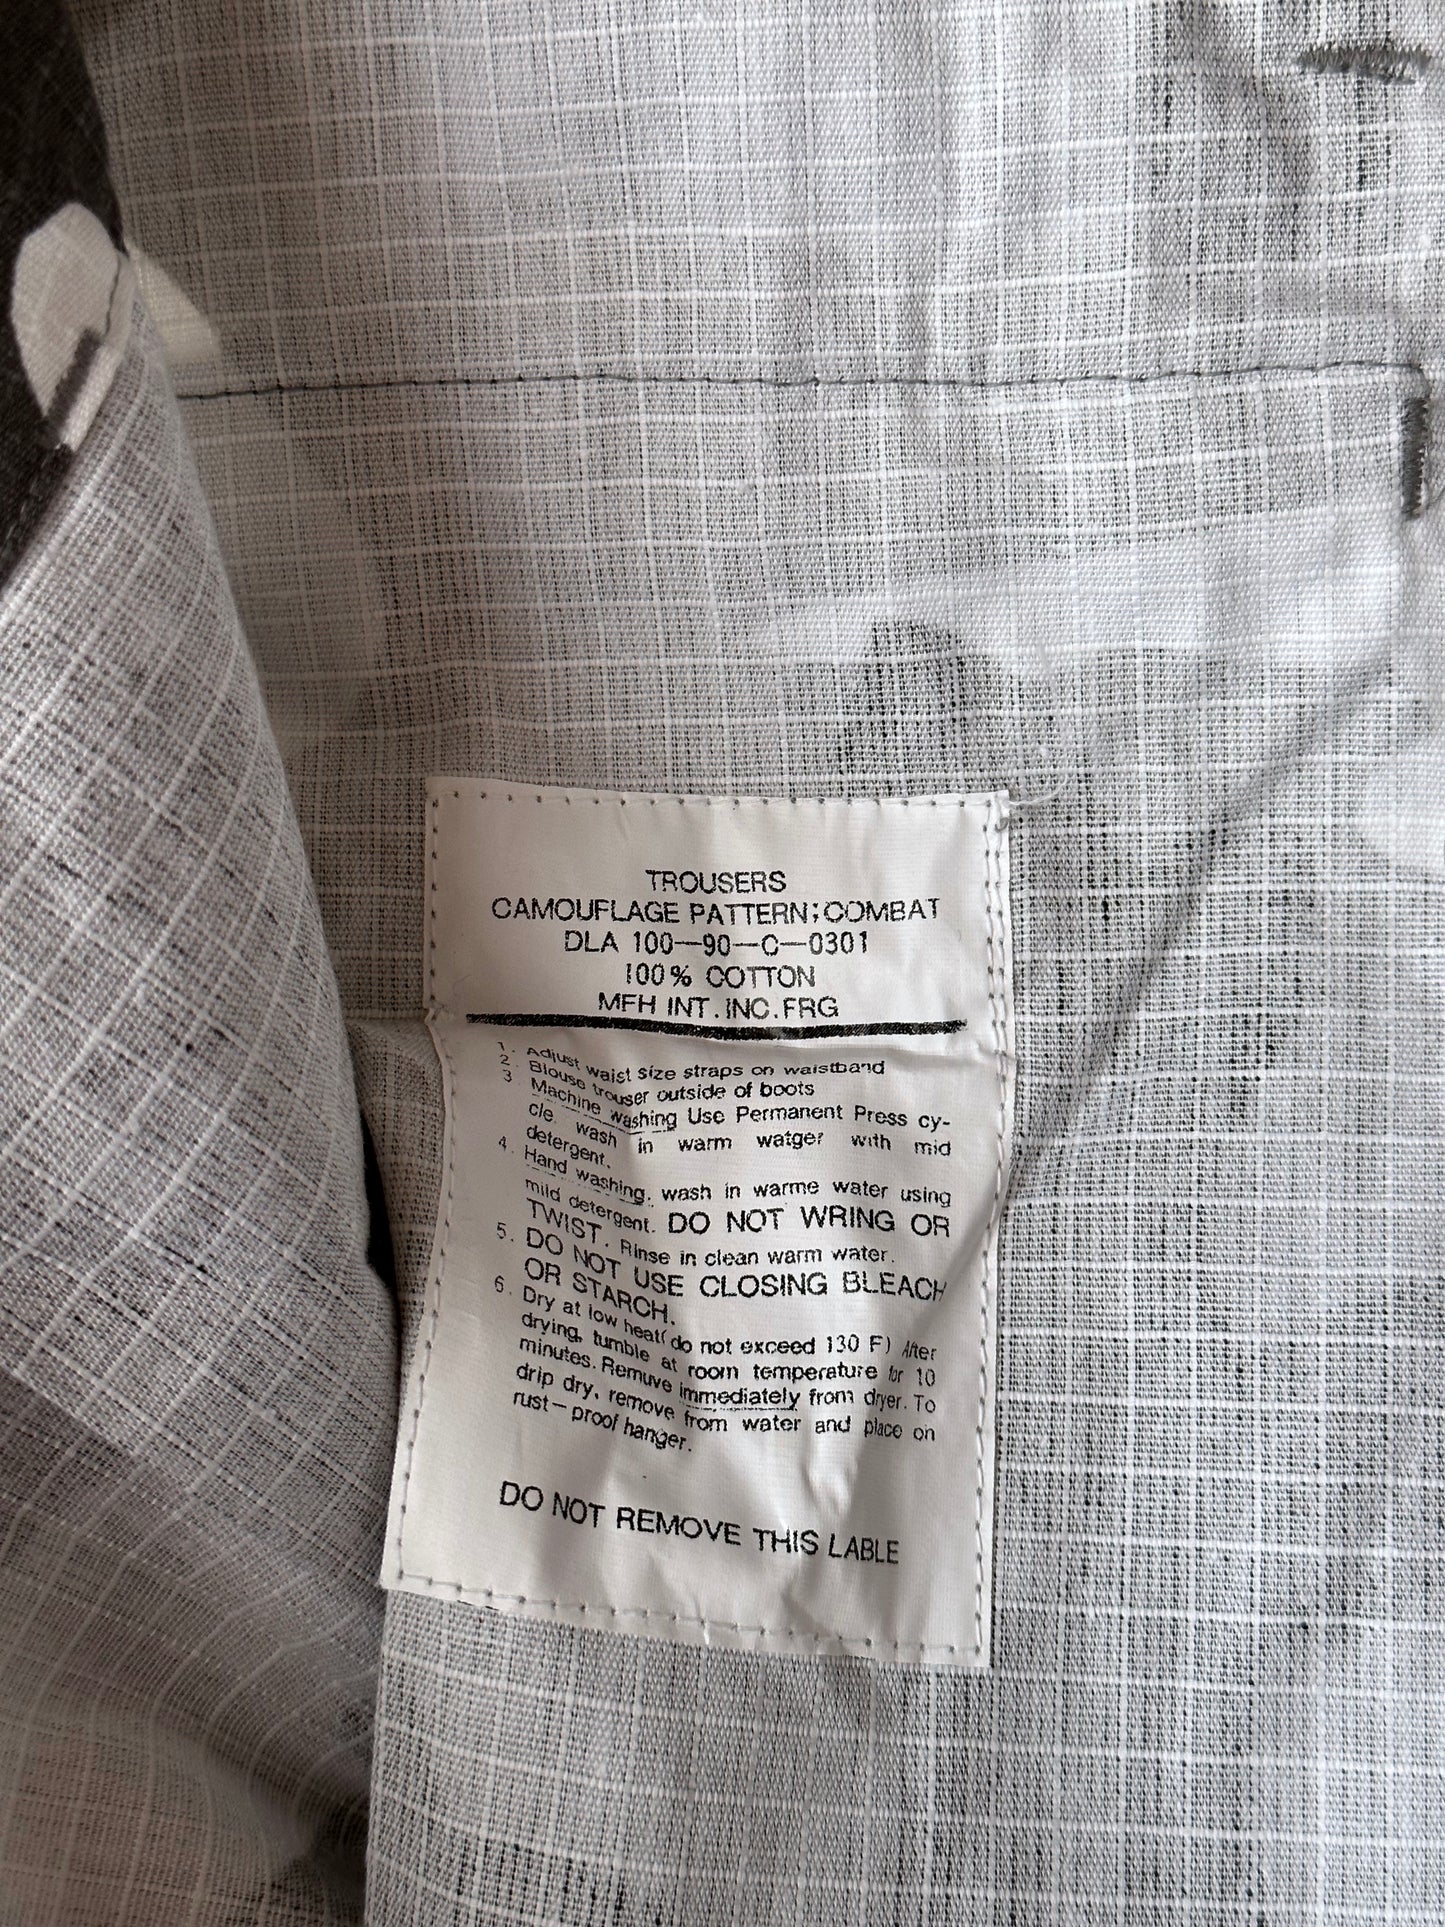 TROUSERS
CAMOUFLAGE PATTERN;COMBAT
DLA 100—90—C—0301
100% COTTON
MFH INT.INC.FRG
1. Adjust waist size straps on waistband
2. Blouse trouser outside of boots
3. Machine washing Use Permanent Press cy-
cle wash in warm watger with mid
detergent.
4. Hand washing. wash in warme water using
mild detergent. DO NOT WRING OR
TWIST. Rinse in clean warm water.
5. DO NOT USE CLOSING BLEACH
OR STARCH.
6. Dry at low heat(do not exceed 130 F) After
drying, tumble at room temperature for 10
minutes. Remuve immediately from dryer. To
drip dry, remove from water and place on
rust—proof hanger.
DO NOT REMOVE THIS LABLE